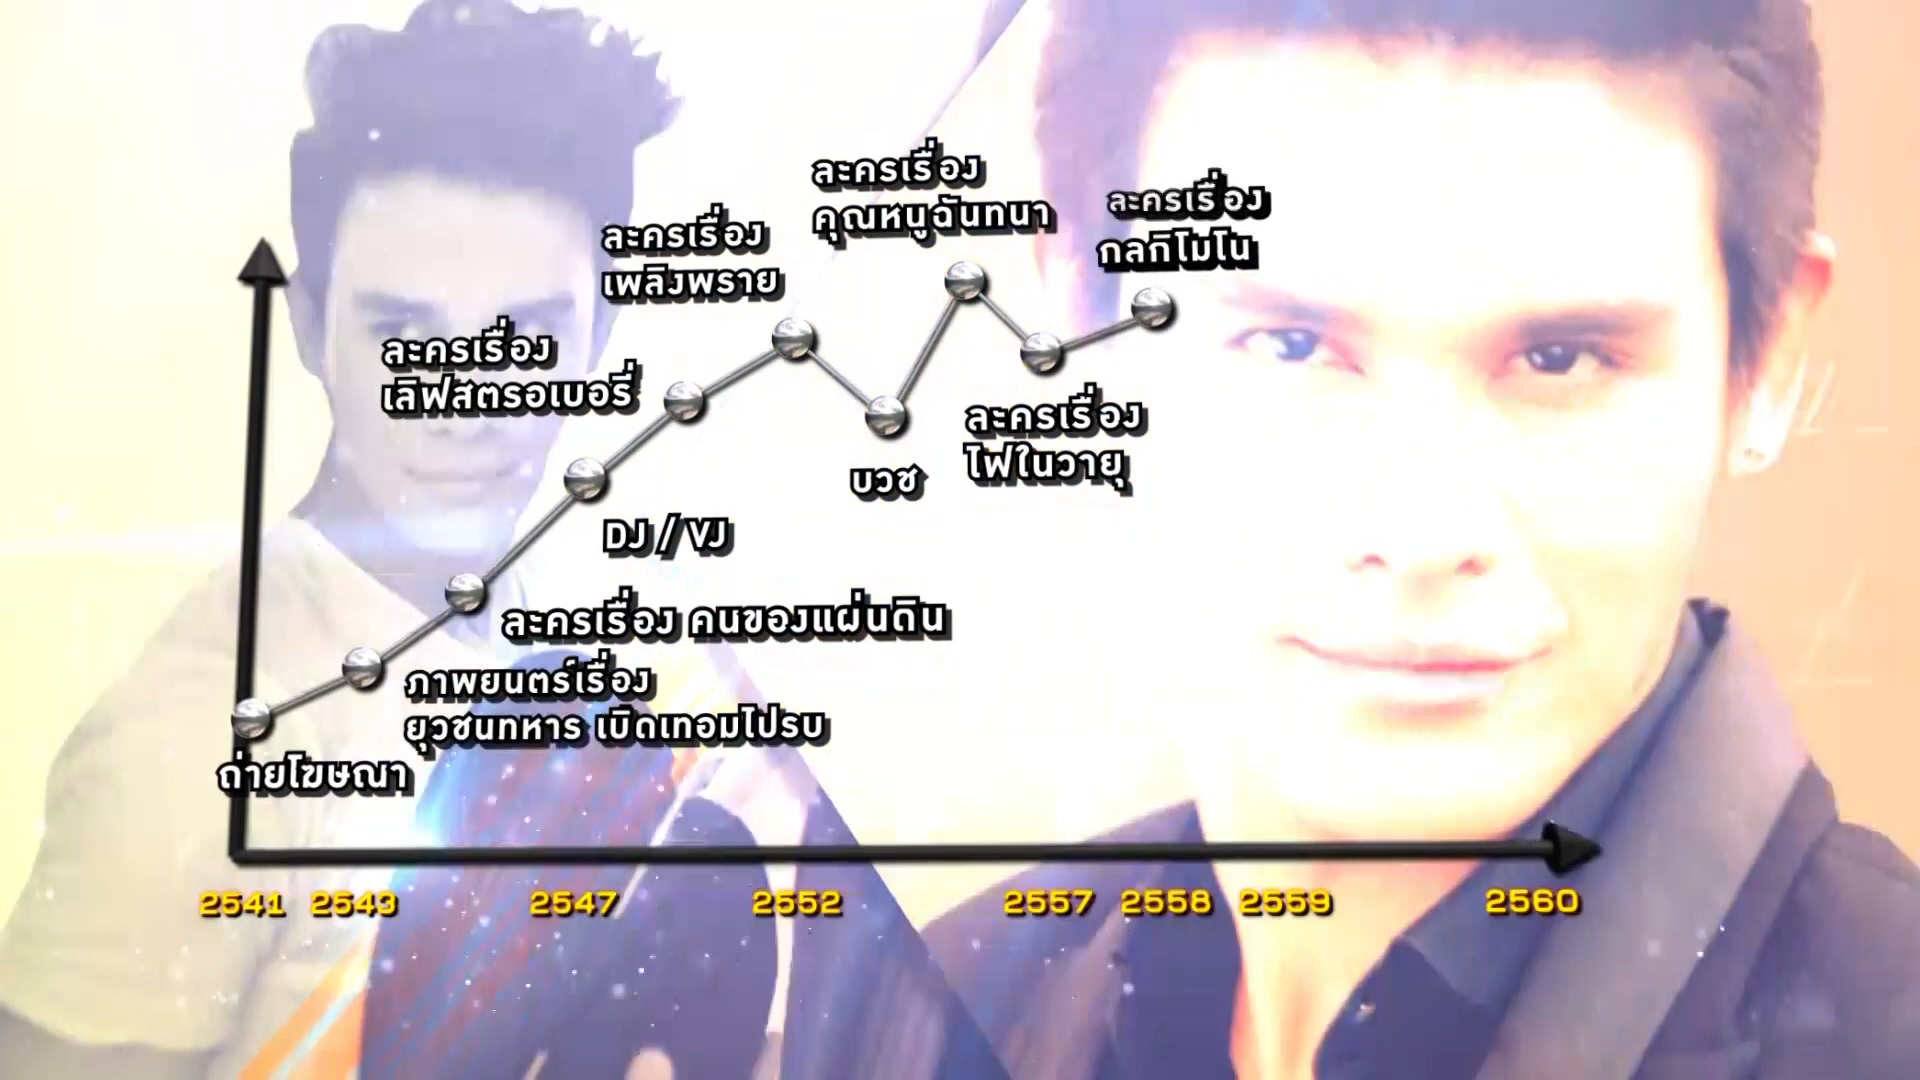 ละครเรื่อง
คุณหนูฉันทนา
ละครเรื่อง
กลกิโมโน
ละครเรื่อง
เพลิงพราย
ละครเรื่อง
เลิฟสตรอเบอรี่
ละครเรื่อง
ไฟในวายุ
บวช
DJ / VJ
ละครเรื่อง คนของแผ่นดิน
ภาพยนตร์เรื่อง
ยุวชนทหาร เปิดเทอมไปรบ
ถ่ายโฆษณา
2541 2543 2547 2552 2557 2558 2559 2560